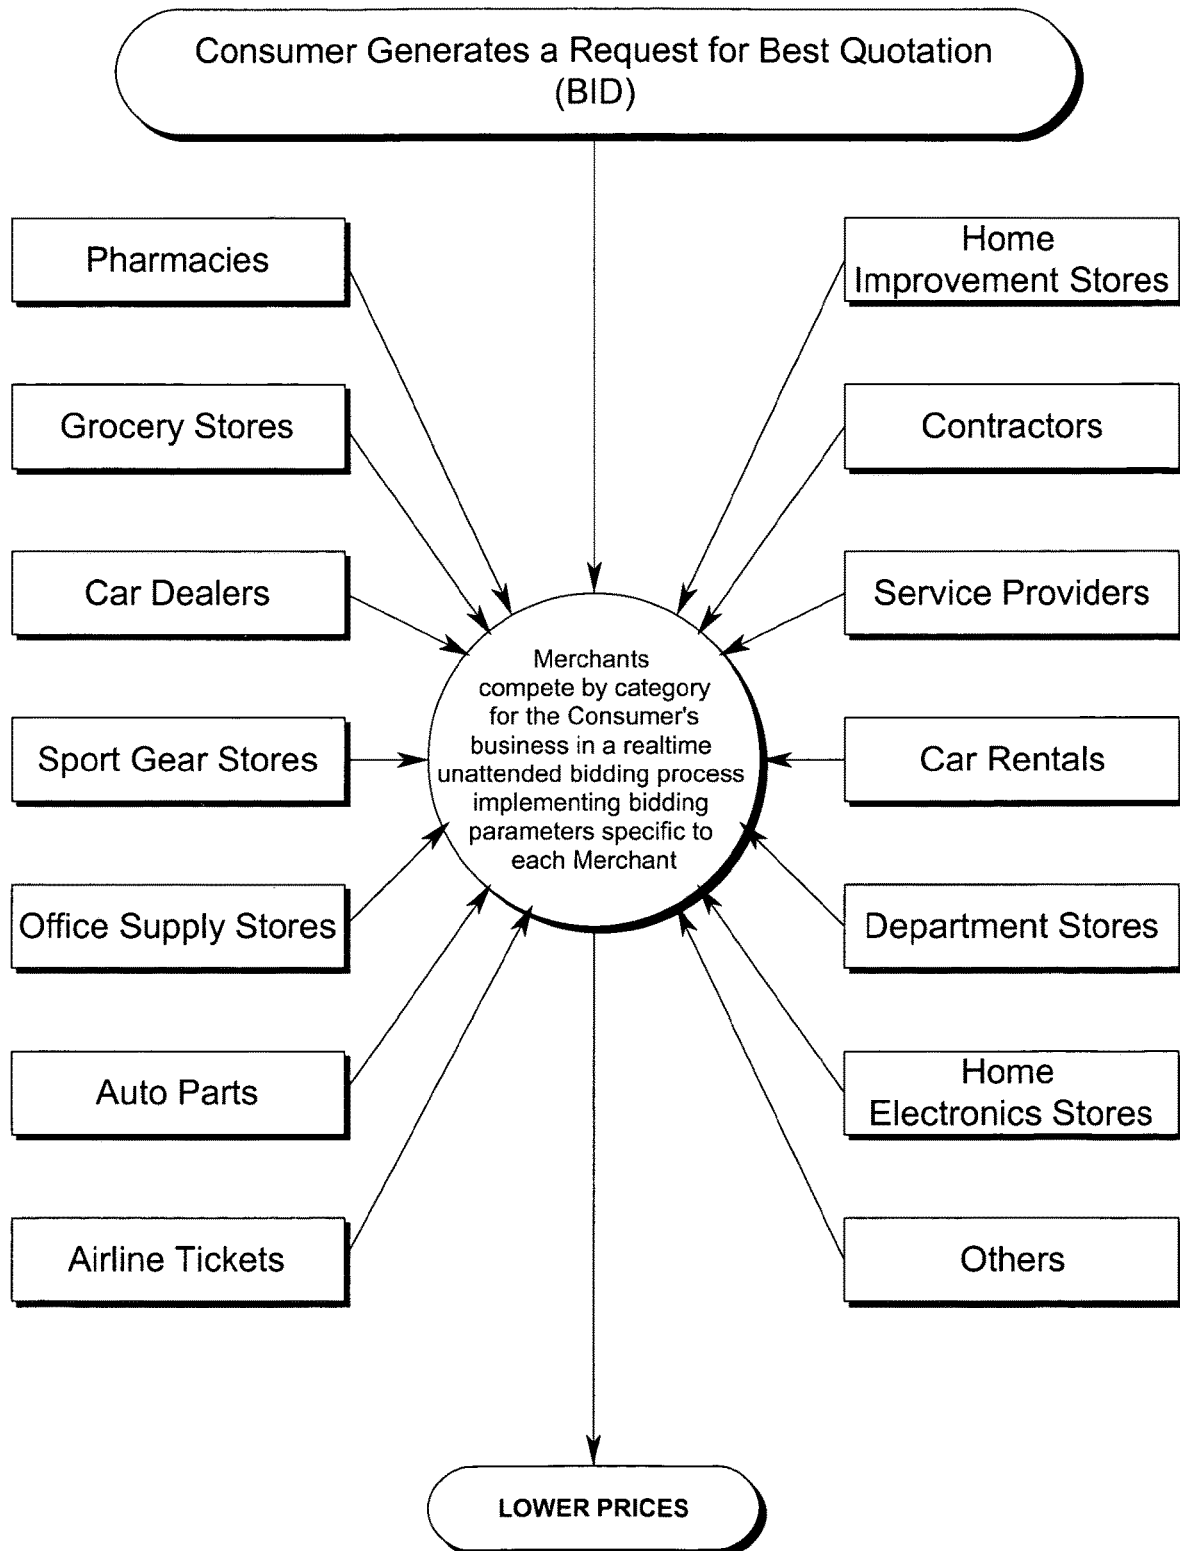 Consumer Generates a Request for Best Quotation
(BID)
Pharmacies
Home
Improvement Stores
Grocery Stores
Contractors
Car Dealers
Service Providers
Merchants
compete by category
for the Consumer's
business in a realtime
unattended bidding process
implementing bidding
parameters specific to
each Merchant
Sport Gear Stores
Car Rentals
Office Supply Stores
Department Stores
Auto Parts
Home
Electronics Stores
Airline Tickets
Others
LOWER PRICES